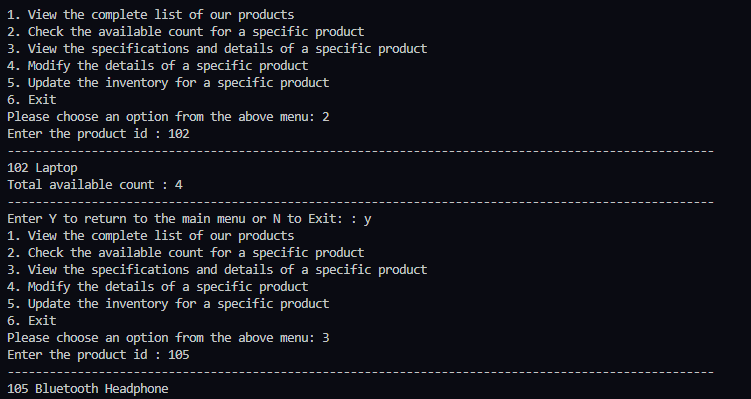 1. View the complete list of our products
2. Check the available count for a specific product
3. View the specifications and details of a specific product
4. Modify the details of a specific product
5. Update the inventory for a specific product
6. Exit
Please choose an option from the above menu: 2
Enter the product id : 102
-----------------------------------------------------------------------------------------------------
102 Laptop
Total available count : 4
-----------------------------------------------------------------------------------------------------
Enter Y to return to the main menu or N to Exit: : y
1. View the complete list of our products
2. Check the available count for a specific product
3. View the specifications and details of a specific product
4. Modify the details of a specific product
5. Update the inventory for a specific product
6. Exit
Please choose an option from the above menu: 3
Enter the product id : 105
-----------------------------------------------------------------------------------------------------
105 Bluetooth Headphone